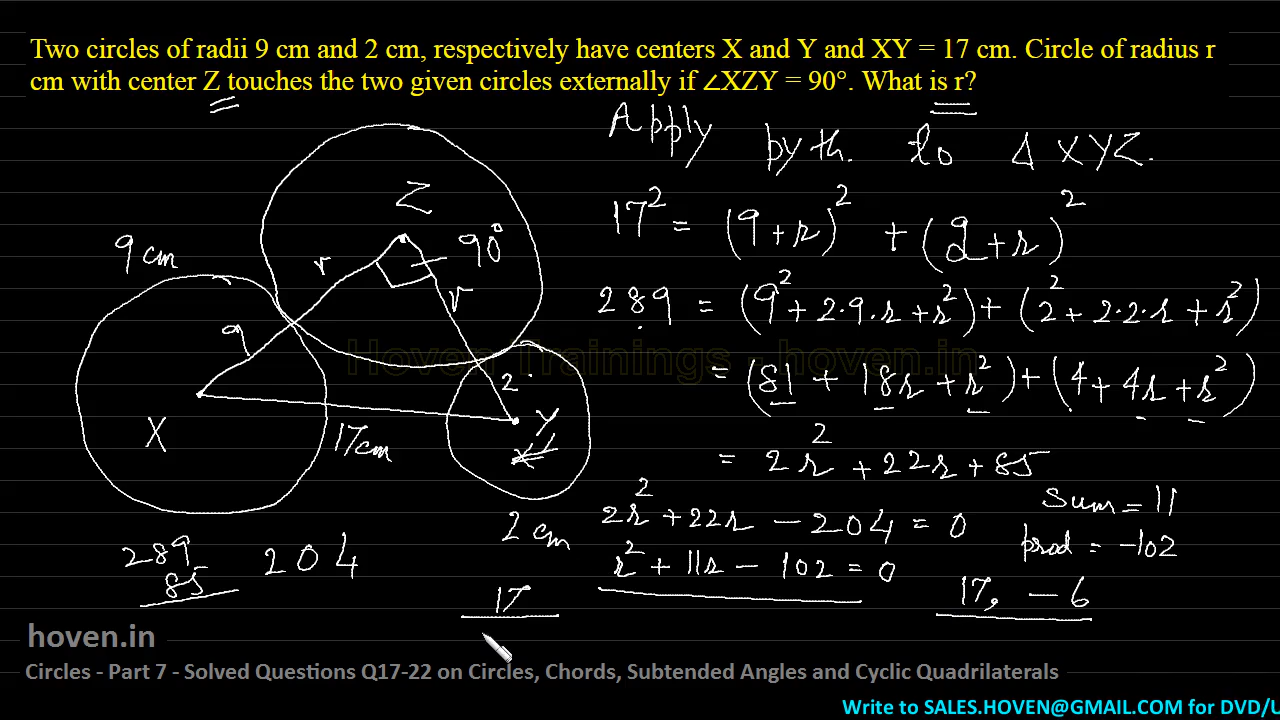 Two circles of radii 9 cm and 2 cm, respectively have centers X and Y and XY = 17 cm. Circle of radius r
cm with center Z touches the two given circles externally if ∠XZY = 90°. What is r?
Apply pyth. to Δ XYZ.
17² = (9+r)² + (2+r)²
289 = (9²+2·9·r+r²)+(2²+2·2·r+r²)
= (81 + 18r + r²)+(4+4r+r²)
= 2r² + 22r + 85
2r² + 22r - 204 = 0
r² + 11r - 102 = 0
Sum = 11
prod = -102
17, - 6
Z
90°
r
r
9 cm
9
X
17cm
2
Y
2 cm
289
85
204
17
Hoven Trainings - hoven.in
hoven.in
Circles - Part 7 - Solved Questions Q17-22 on Circles, Chords, Subtended Angles and Cyclic Quadrilaterals
Write to SALES.HOVEN@GMAIL.COM for DVD/U